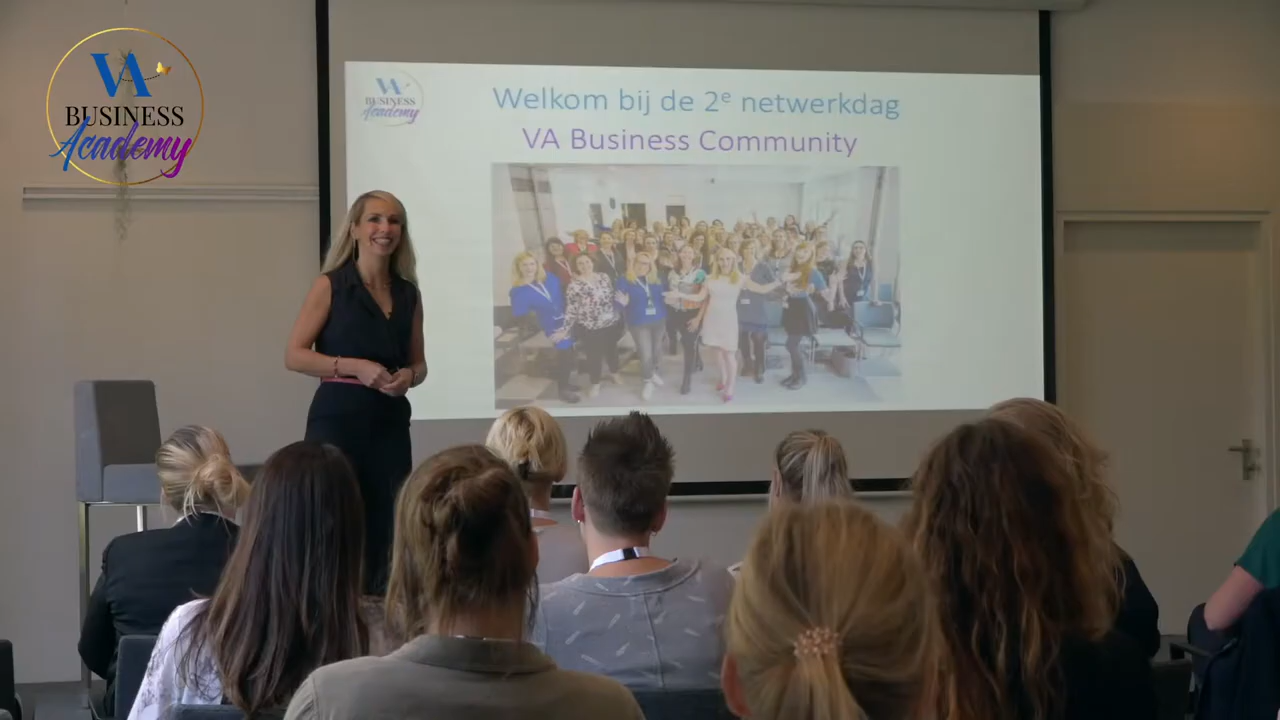 VA
BUSINESS
Academy
VA
BUSINESS
Academy
Welkom bij de 2e netwerkdag
VA Business Community